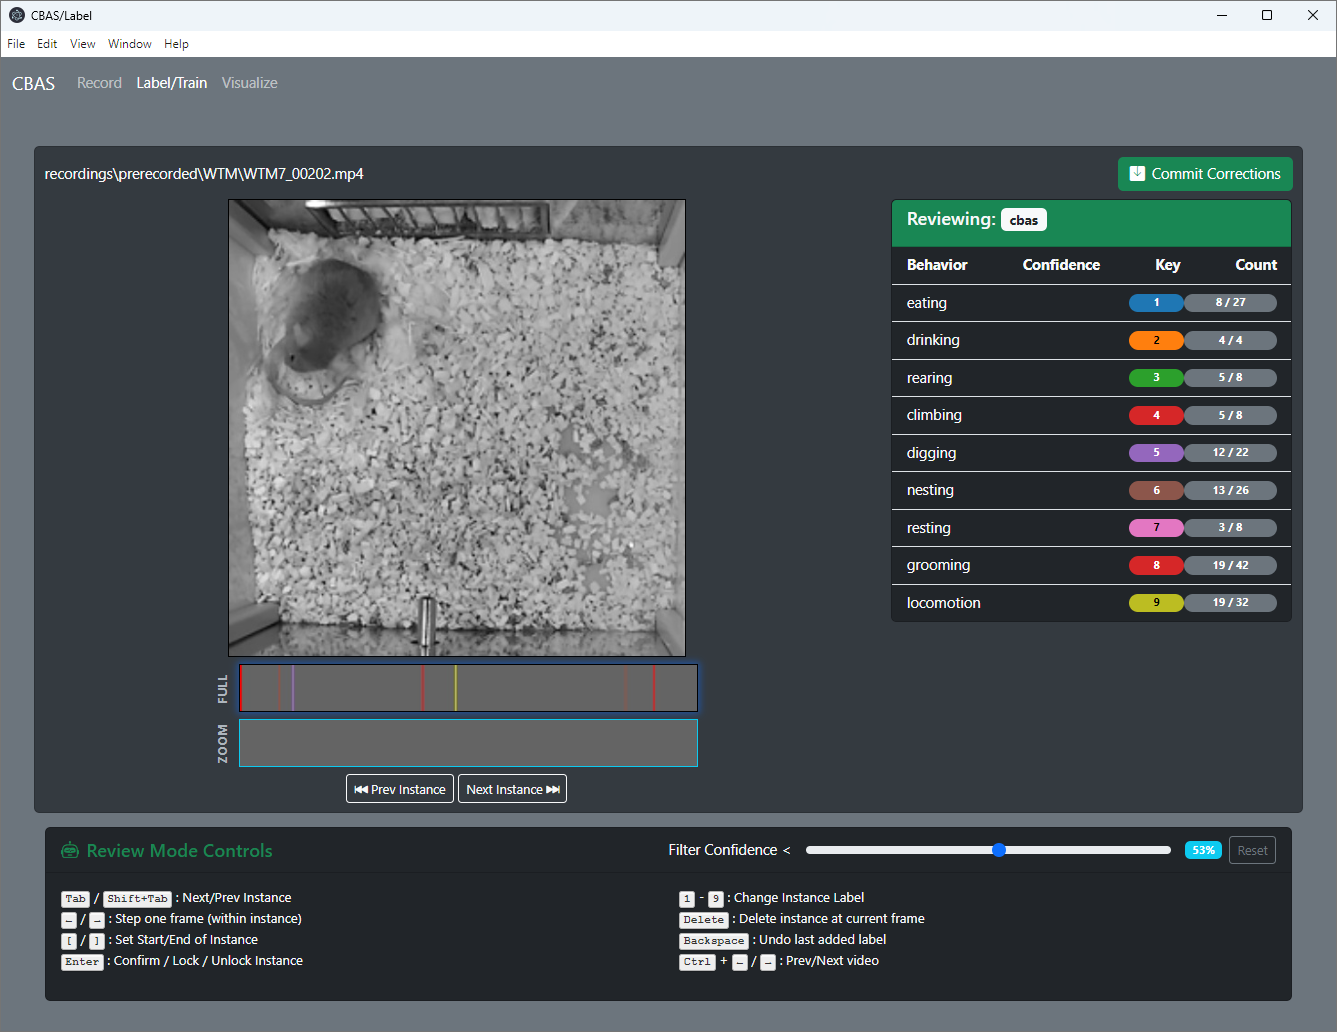 CBAS/Label
File Edit View Window Help
CBAS Record Label/Train Visualize
recordings\prerecorded\WTM\WTM7_00202.mp4
Commit Corrections
Reviewing: cbas
Behavior Confidence Key Count
eating 1 8 / 27
drinking 2 4 / 4
rearing 3 5 / 8
climbing 4 5 / 8
digging 5 12 / 22
nesting 6 13 / 26
resting 7 3 / 8
grooming 8 19 / 42
locomotion 9 19 / 32
FULL
ZOOM
Prev Instance Next Instance
Review Mode Controls
Filter Confidence < 53% Reset
Tab / Shift+Tab : Next/Prev Instance
← / → : Step one frame (within instance)
[ / ] : Set Start/End of Instance
Enter : Confirm / Lock / Unlock Instance
1 - 9 : Change Instance Label
Delete : Delete instance at current frame
Backspace : Undo last added label
Ctrl + ← / → : Prev/Next video